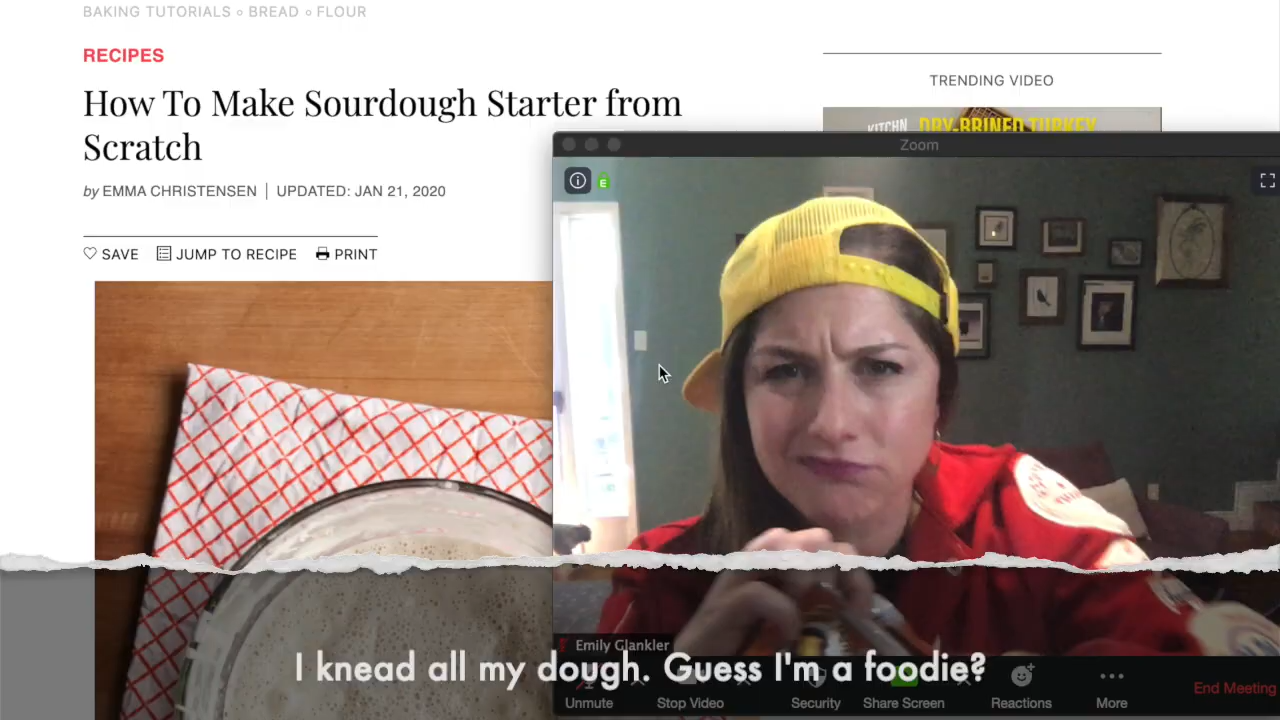 BAKING TUTORIALS ○ BREAD ○ FLOUR
RECIPES
How To Make Sourdough Starter from
Scratch
by EMMA CHRISTENSEN | UPDATED: JAN 21, 2020
SAVE JUMP TO RECIPE PRINT
TRENDING VIDEO
KITCHN DRY-BRINED TURKEY
Zoom
E
Emily Glankler
I knead all my dough. Guess I'm a foodie?
Unmute Stop Video Security Share Screen Reactions More End Meeting